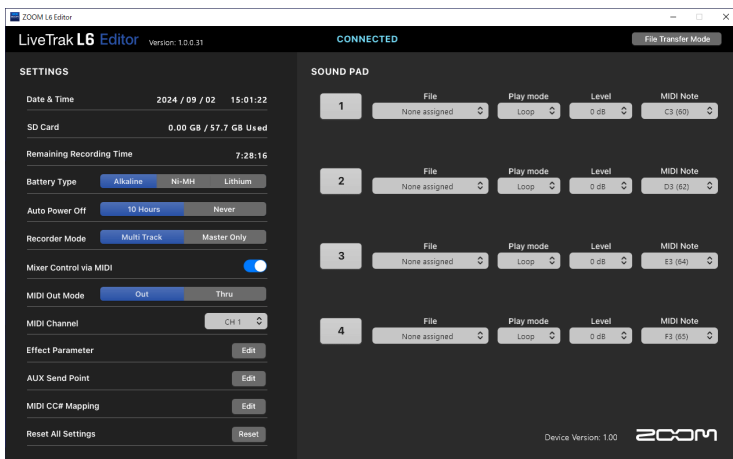 ZOOM L6 Editor
LiveTrak L6 Editor Version: 1.0.0.31
CONNECTED
File Transfer Mode
SETTINGS
Date & Time 2024 / 09 / 02 15:01:22
SD Card 0.00 GB / 57.7 GB Used
Remaining Recording Time 7:28:16
Battery Type Alkaline Ni-MH Lithium
Auto Power Off 10 Hours Never
Recorder Mode Multi Track Master Only
Mixer Control via MIDI
MIDI Out Mode Out Thru
MIDI Channel CH 1
Effect Parameter Edit
AUX Send Point Edit
MIDI CC# Mapping Edit
Reset All Settings Reset
SOUND PAD
File Play mode Level MIDI Note
1 None assigned Loop 0 dB C3 (60)
File Play mode Level MIDI Note
2 None assigned Loop 0 dB D3 (62)
File Play mode Level MIDI Note
3 None assigned Loop 0 dB E3 (64)
File Play mode Level MIDI Note
4 None assigned Loop 0 dB F3 (65)
Device Version: 1.00 ZOOM